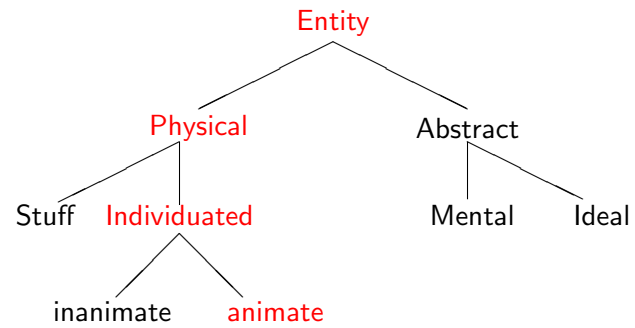 Entity
Physical Abstract
Stuff Individuated Mental Ideal
inanimate animate